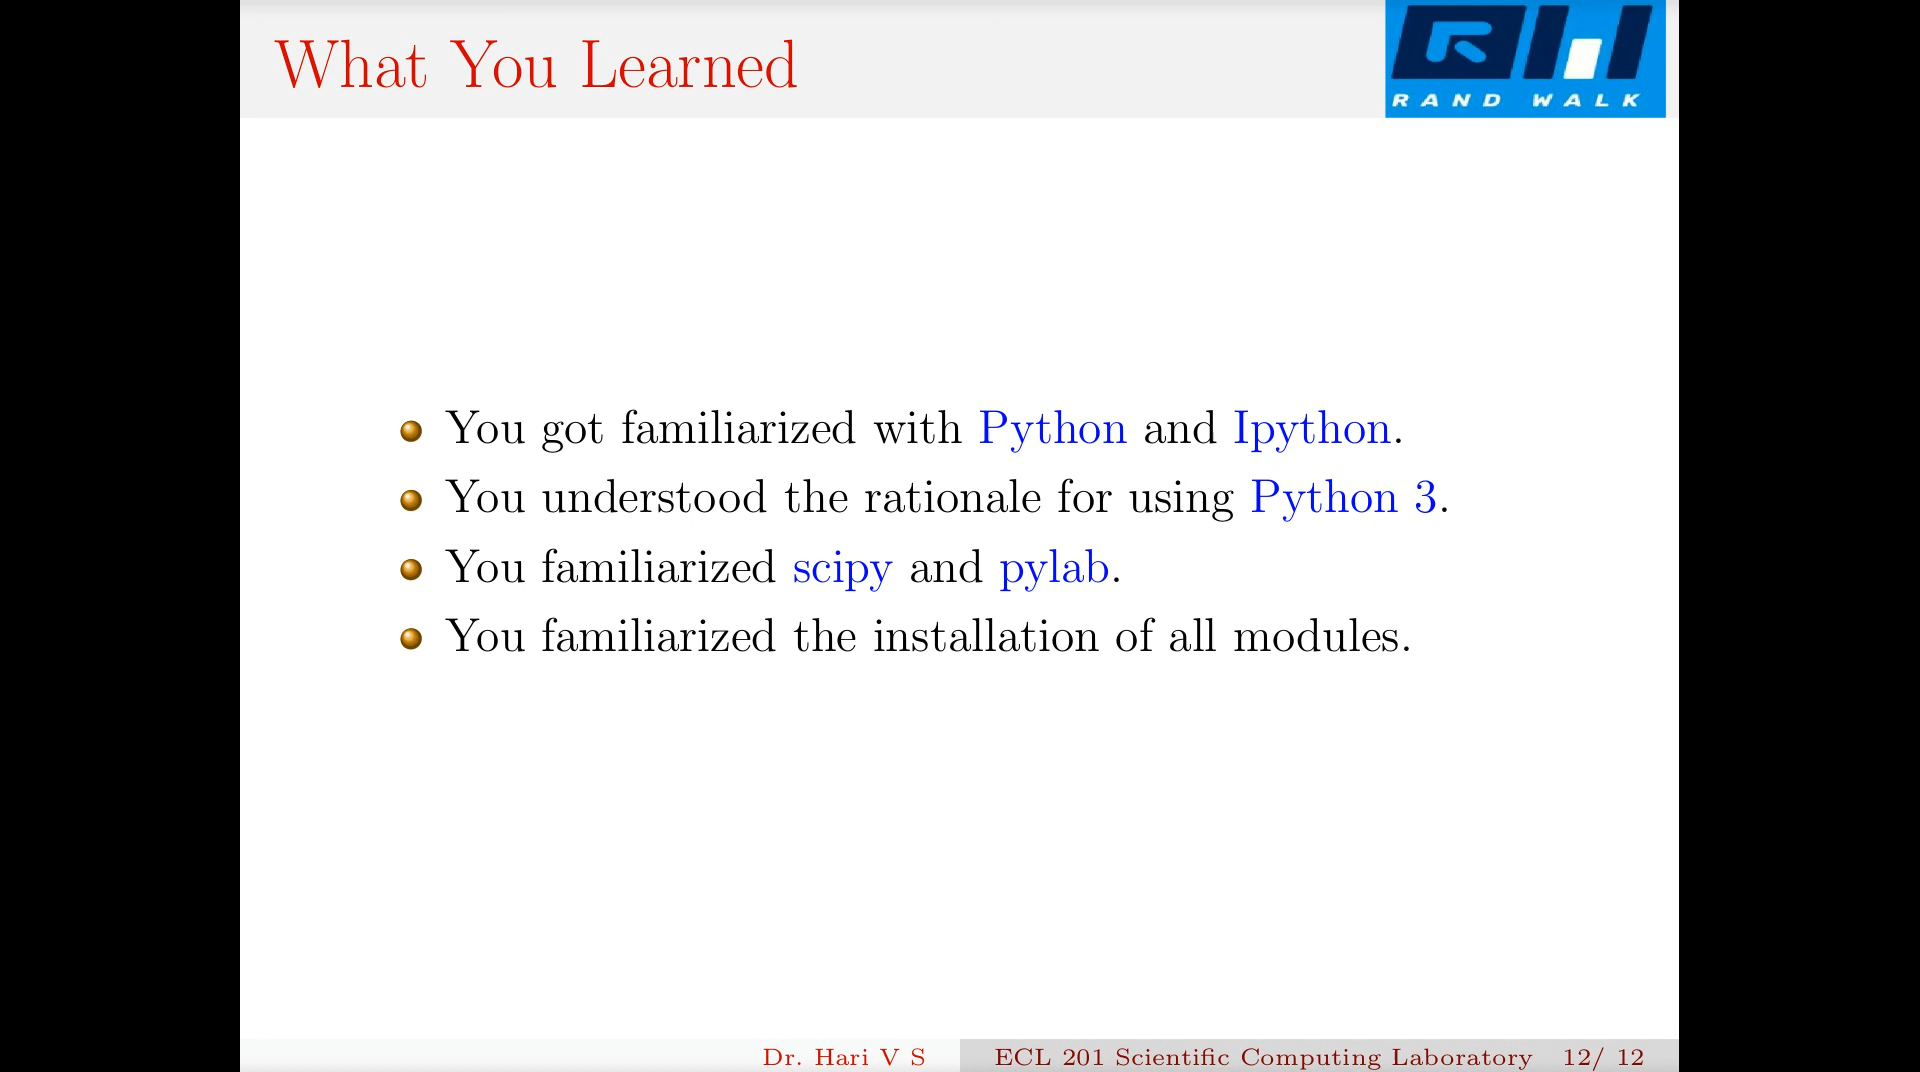 What You Learned
RAND WALK
You got familiarized with Python and Ipython.
You understood the rationale for using Python 3.
You familiarized scipy and pylab.
You familiarized the installation of all modules.
Dr. Hari V S
ECL 201 Scientific Computing Laboratory 12/ 12